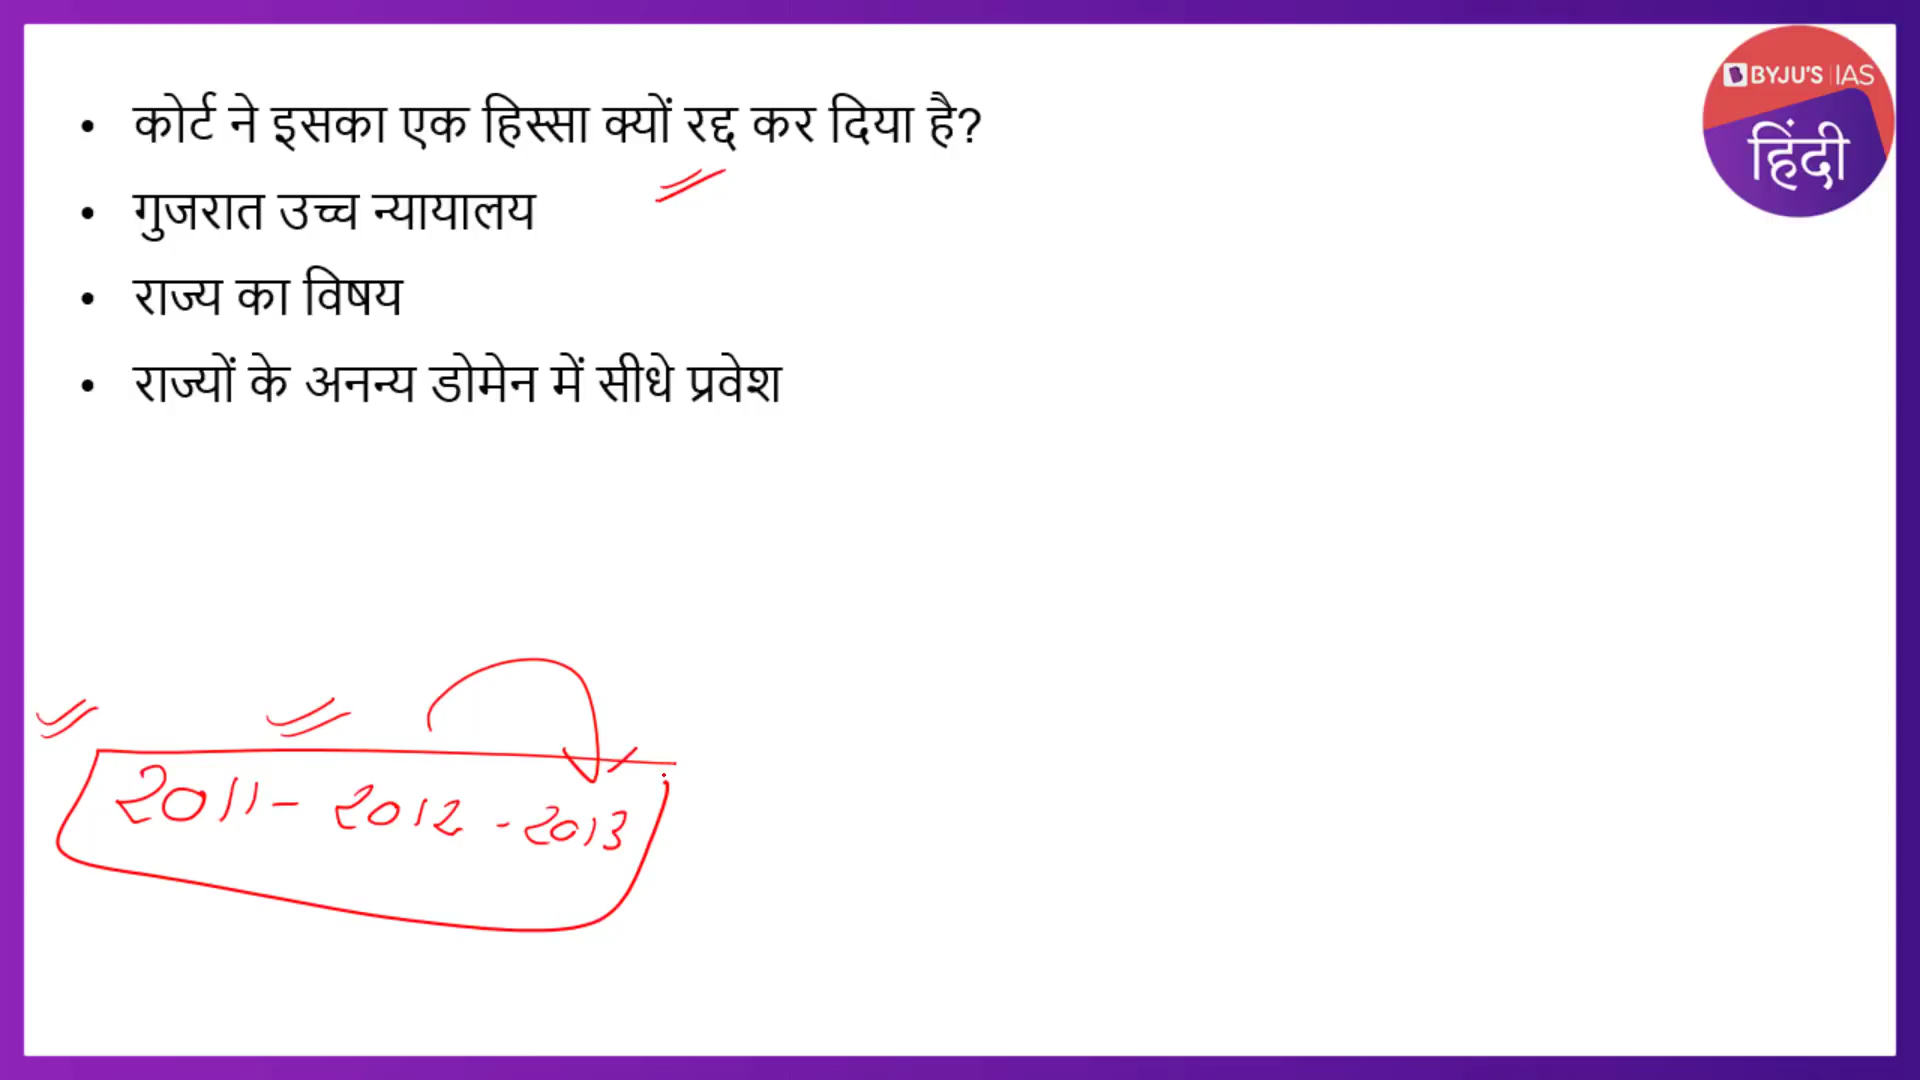 BYJU'S IAS
हिंदी
• कोर्ट ने इसका एक हिस्सा क्यों रद्द कर दिया है?
• गुजरात उच्च न्यायालय
• राज्य का विषय
• राज्यों के अनन्य डोमेन में सीधे प्रवेश
2011 - 2012 - 2013